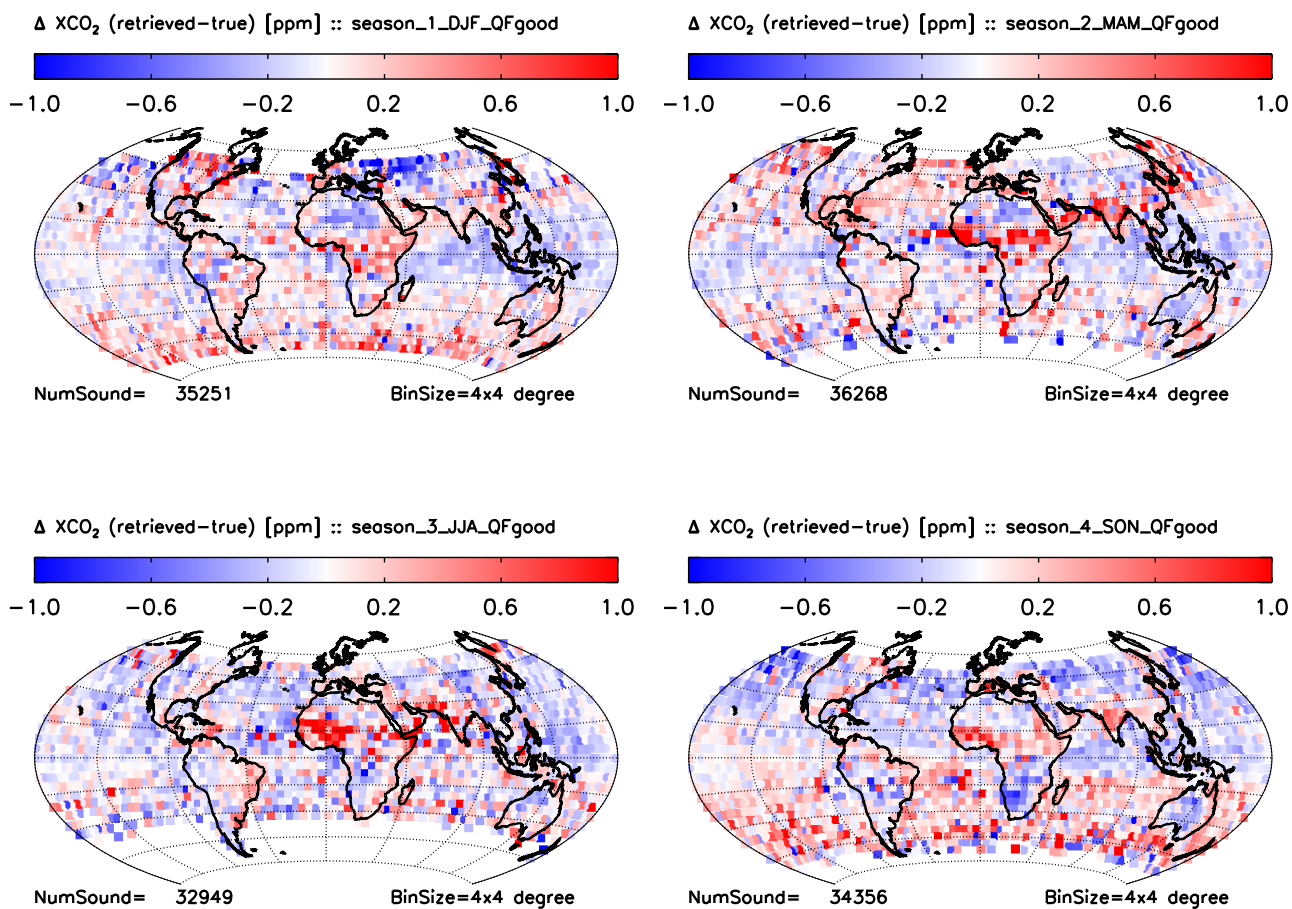 Δ XCO₂ (retrieved-true) [ppm] :: season_1_DJF_QFgood
-1.0 -0.6 -0.2 0.2 0.6 1.0
NumSound= 35251 BinSize=4x4 degree
Δ XCO₂ (retrieved-true) [ppm] :: season_2_MAM_QFgood
-1.0 -0.6 -0.2 0.2 0.6 1.0
NumSound= 36268 BinSize=4x4 degree
Δ XCO₂ (retrieved-true) [ppm] :: season_3_JJA_QFgood
-1.0 -0.6 -0.2 0.2 0.6 1.0
NumSound= 32949 BinSize=4x4 degree
Δ XCO₂ (retrieved-true) [ppm] :: season_4_SON_QFgood
-1.0 -0.6 -0.2 0.2 0.6 1.0
NumSound= 34356 BinSize=4x4 degree